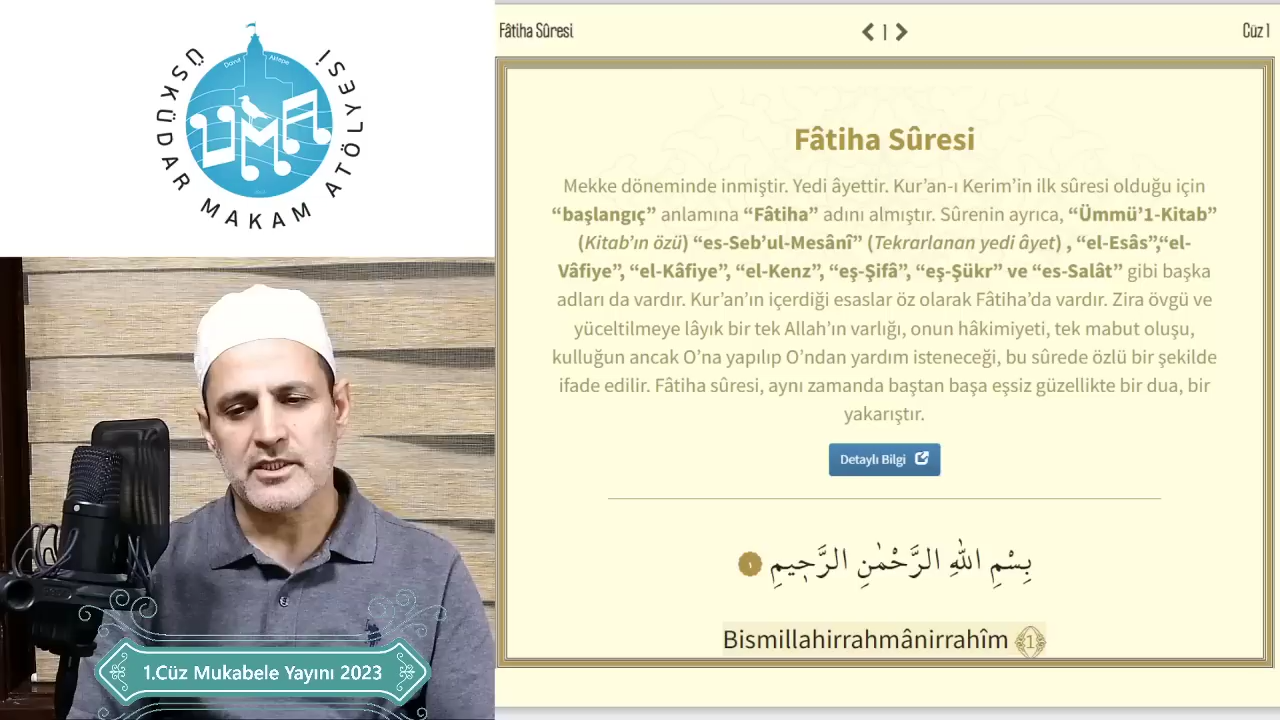 ÜSKÜDAR MAKAM ATÖLYESİ
Davut Aktepe
UMA
1.Cüz Mukabele Yayını 2023
Fâtiha Sûresi
1
Cüz 1
Fâtiha Sûresi
Mekke döneminde inmiştir. Yedi âyettir. Kur’an-ı Kerim’in ilk sûresi olduğu için
“başlangıç” anlamına “Fâtiha” adını almıştır. Sûrenin ayrıca, “Ümmü’1-Kitab”
(Kitab’ın özü) “es-Seb’ul-Mesânî” (Tekrarlanan yedi âyet) , “el-Esâs”,“el-
Vâfiye”, “el-Kâfiye”, “el-Kenz”, “eş-Şifâ”, “eş-Şükr” ve “es-Salât” gibi başka
adları da vardır. Kur’an’ın içerdiği esaslar öz olarak Fâtiha’da vardır. Zira övgü ve
yüceltilmeye lâyık bir tek Allah’ın varlığı, onun hâkimiyeti, tek mabut oluşu,
kulluğun ancak O’na yapılıp O’ndan yardım isteneceği, bu sûrede özlü bir şekilde
ifade edilir. Fâtiha sûresi, aynı zamanda baştan başa eşsiz güzellikte bir dua, bir
yakarıştır.
Detaylı Bilgi
بِسْمِ اللّٰهِ الرَّحْمٰنِ الرَّح۪يمِ ١
Bismillahirrahmânirrahîm 1